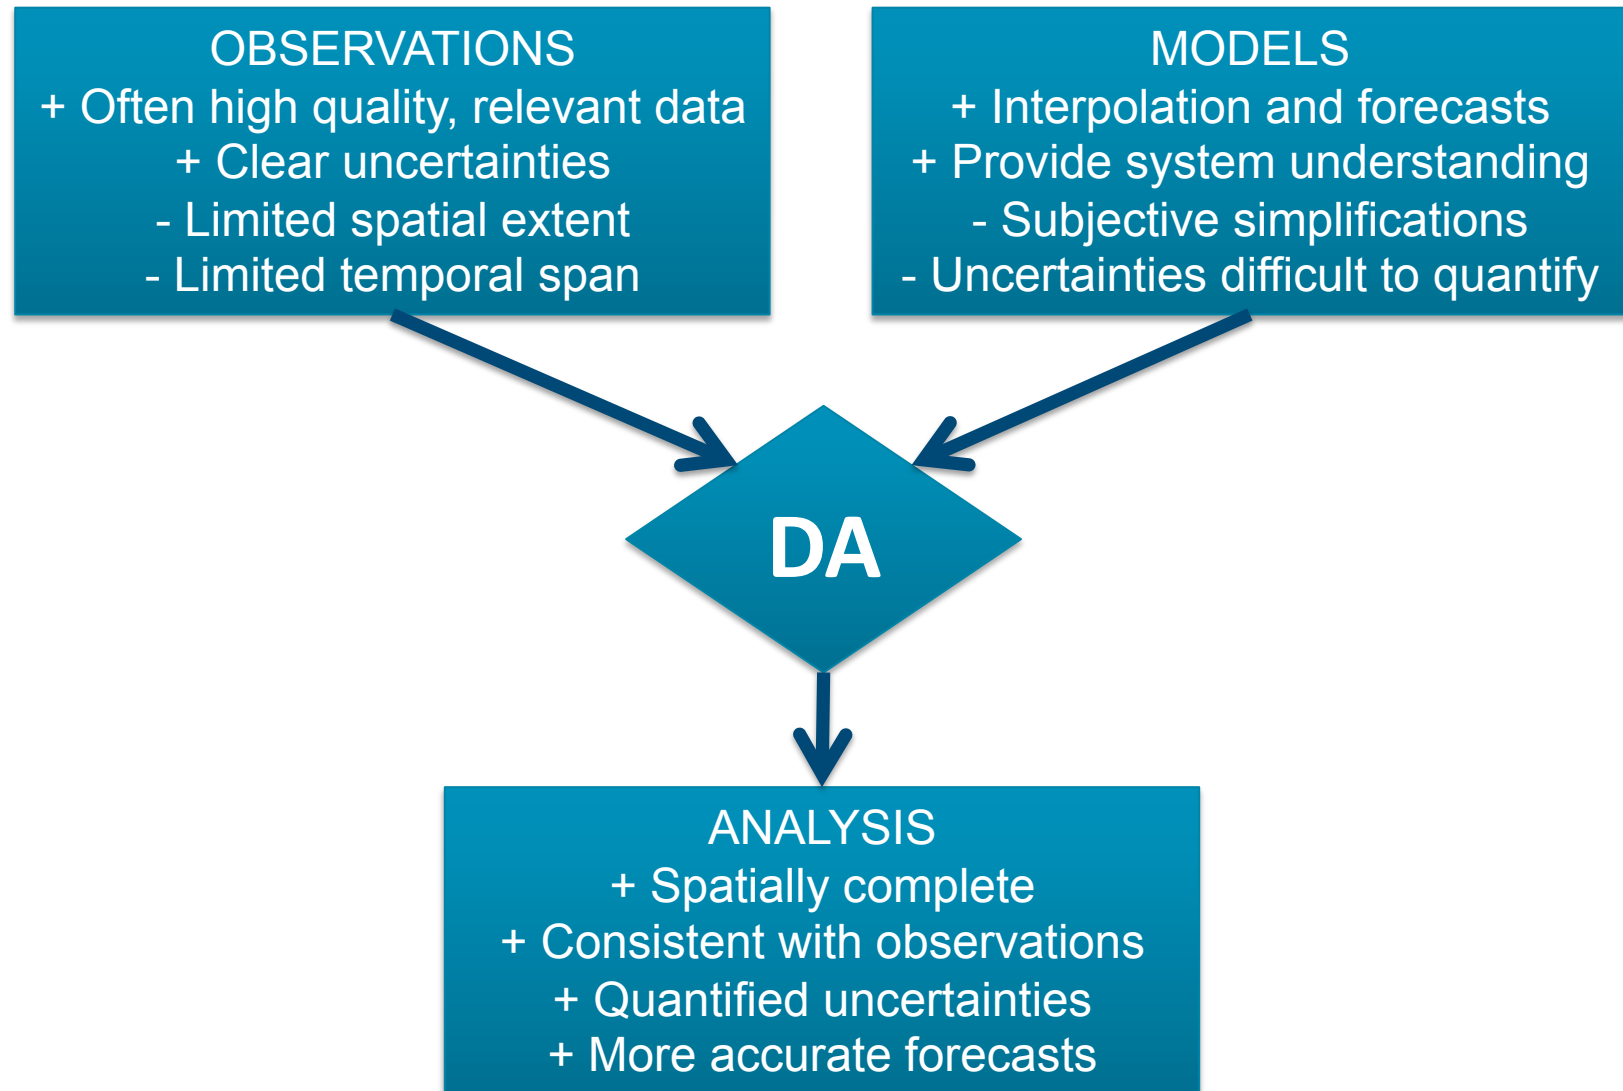 OBSERVATIONS
+ Often high quality, relevant data
+ Clear uncertainties
- Limited spatial extent
- Limited temporal span
MODELS
+ Interpolation and forecasts
+ Provide system understanding
- Subjective simplifications
- Uncertainties difficult to quantify
DA
ANALYSIS
+ Spatially complete
+ Consistent with observations
+ Quantified uncertainties
+ More accurate forecasts